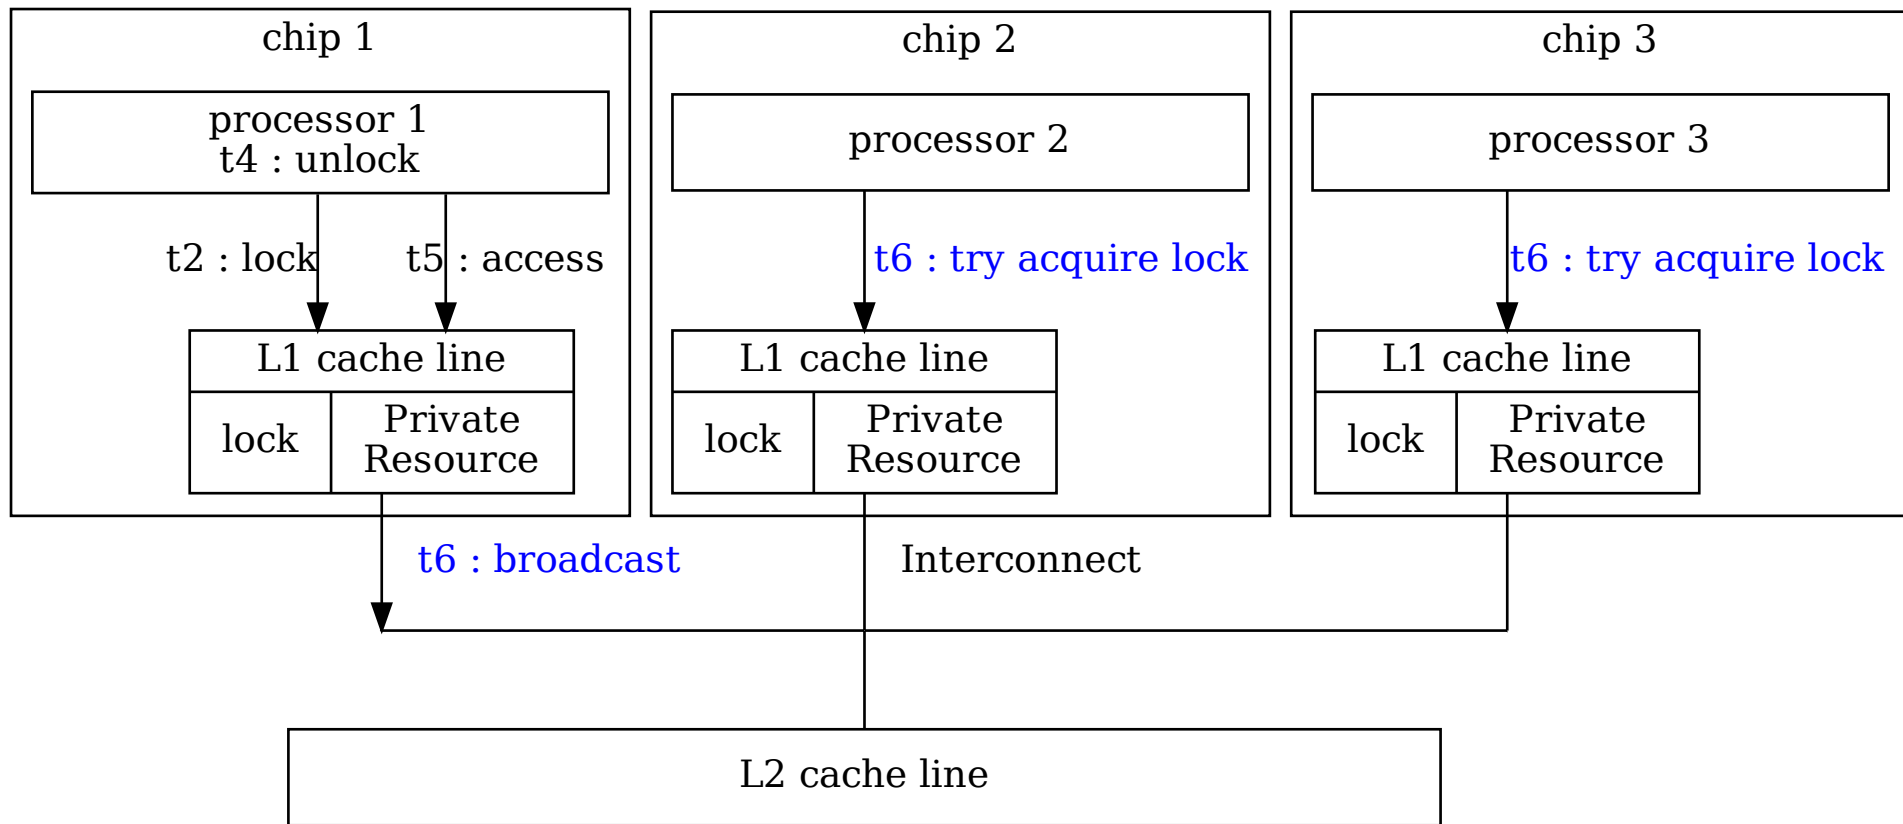 chip 1
processor 1
t4 : unlock
t2 : lock
t5 : access
L1 cache line
lock
Private
Resource
chip 2
processor 2
t6 : try acquire lock
L1 cache line
lock
Private
Resource
chip 3
processor 3
t6 : try acquire lock
L1 cache line
lock
Private
Resource
t6 : broadcast
Interconnect
L2 cache line